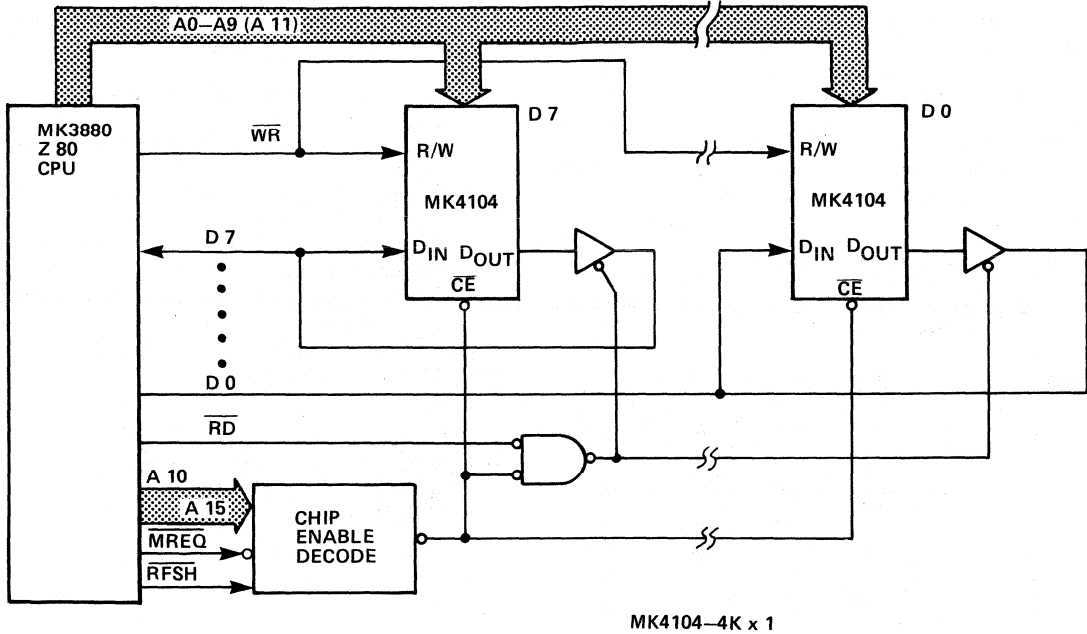 A0–A9 (A 11)
MK3880
Z 80
CPU
WR
D 7
R/W
MK4104
DIN DOUT
CE
D 0
R/W
MK4104
DIN DOUT
CE
D 7
D 0
RD
A 10
A 15
MREQ
RFSH
CHIP
ENABLE
DECODE
MK4104–4K x 1